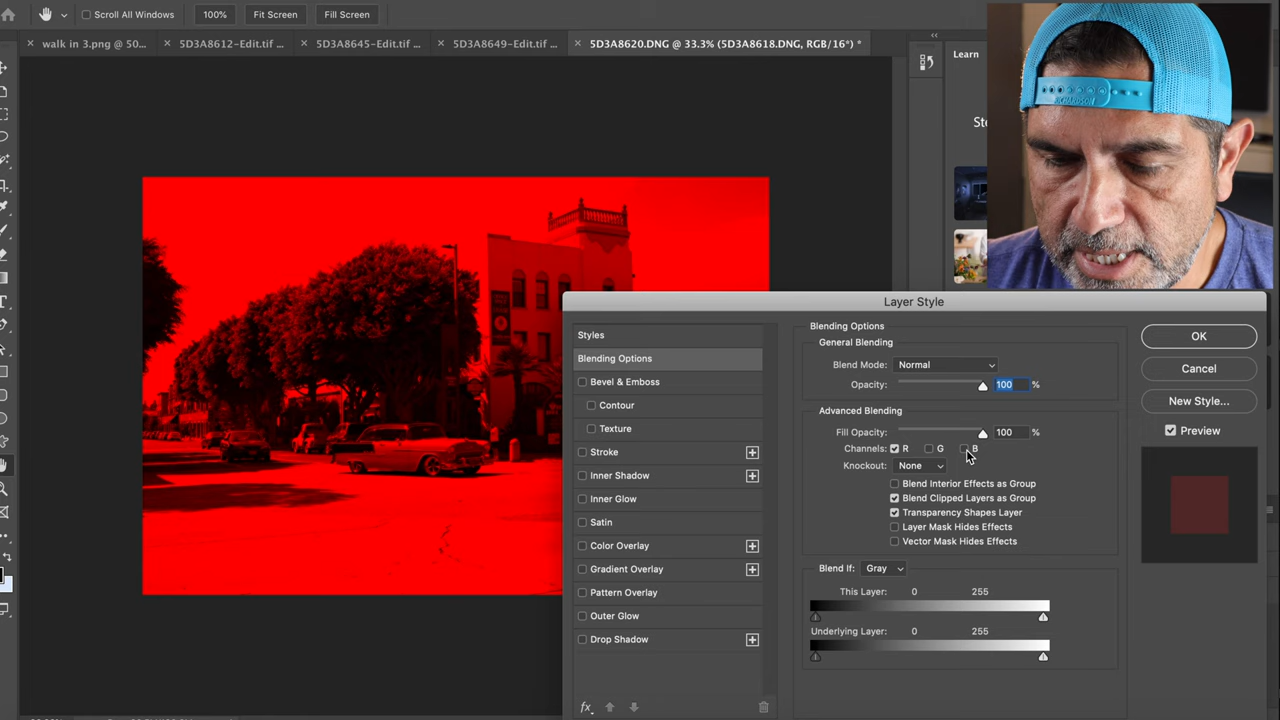 Scroll All Windows 100% Fit Screen Fill Screen
walk in 3.png @ 50... 5D3A8612-Edit.tif ... 5D3A8645-Edit.tif ... 5D3A8649-Edit.tif ... 5D3A8620.DNG @ 33.3% (5D3A8618.DNG, RGB/16*) *
Learn
RICHARDSON
Layer Style
Styles
Blending Options
Bevel & Emboss
Contour
Texture
Stroke
Inner Shadow
Inner Glow
Satin
Color Overlay
Gradient Overlay
Pattern Overlay
Outer Glow
Drop Shadow
fx
Blending Options
General Blending
Blend Mode: Normal
Opacity: 100 %
Advanced Blending
Fill Opacity: 100 %
Channels: R G B
Knockout: None
Blend Interior Effects as Group
Blend Clipped Layers as Group
Transparency Shapes Layer
Layer Mask Hides Effects
Vector Mask Hides Effects
Blend If: Gray
This Layer: 0 255
Underlying Layer: 0 255
OK
Cancel
New Style...
Preview